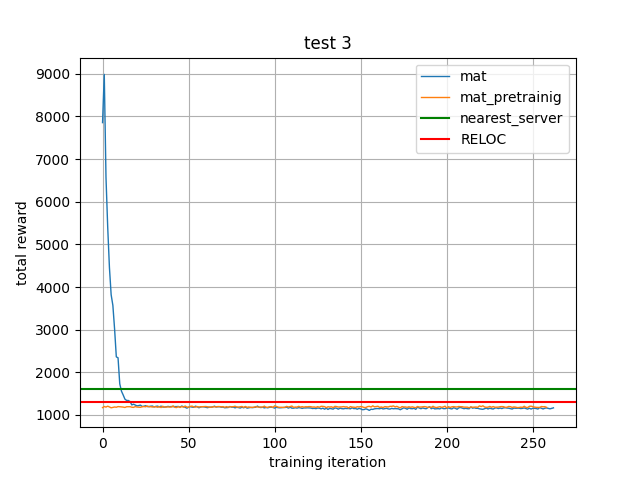 test 3
9000
8000
7000
6000
5000
4000
3000
2000
1000
total reward
mat
mat_pretrainig
nearest_server
RELOC
0
50
100
150
200
250
training iteration